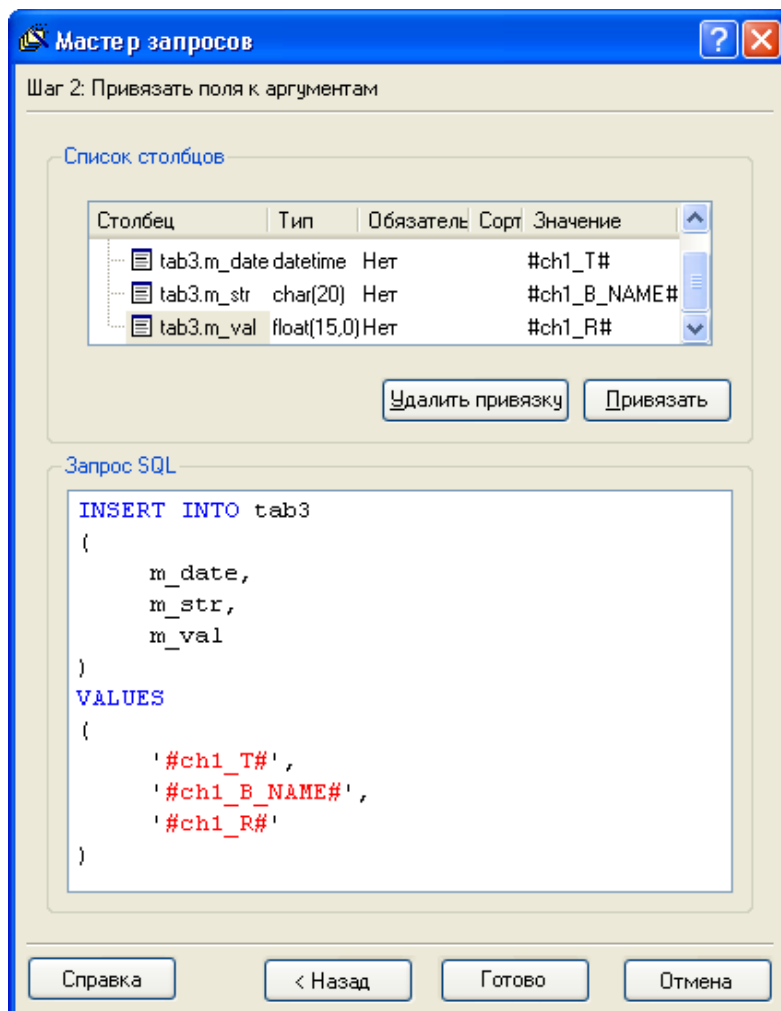 Мастер запросов
Шаг 2: Привязать поля к аргументам
Список столбцов
Столбец Тип Обязатель Сорт Значение
tab3.m_date datetime Нет #ch1_T#
tab3.m_str char(20) Нет #ch1_B_NAME#
tab3.m_val float(15,0) Нет #ch1_R#
Удалить привязку Привязать
Запрос SQL
INSERT INTO tab3
(
m_date,
m_str,
m_val
)
VALUES
(
'#ch1_T#',
'#ch1_B_NAME#',
'#ch1_R#'
)
Справка < Назад Готово Отмена